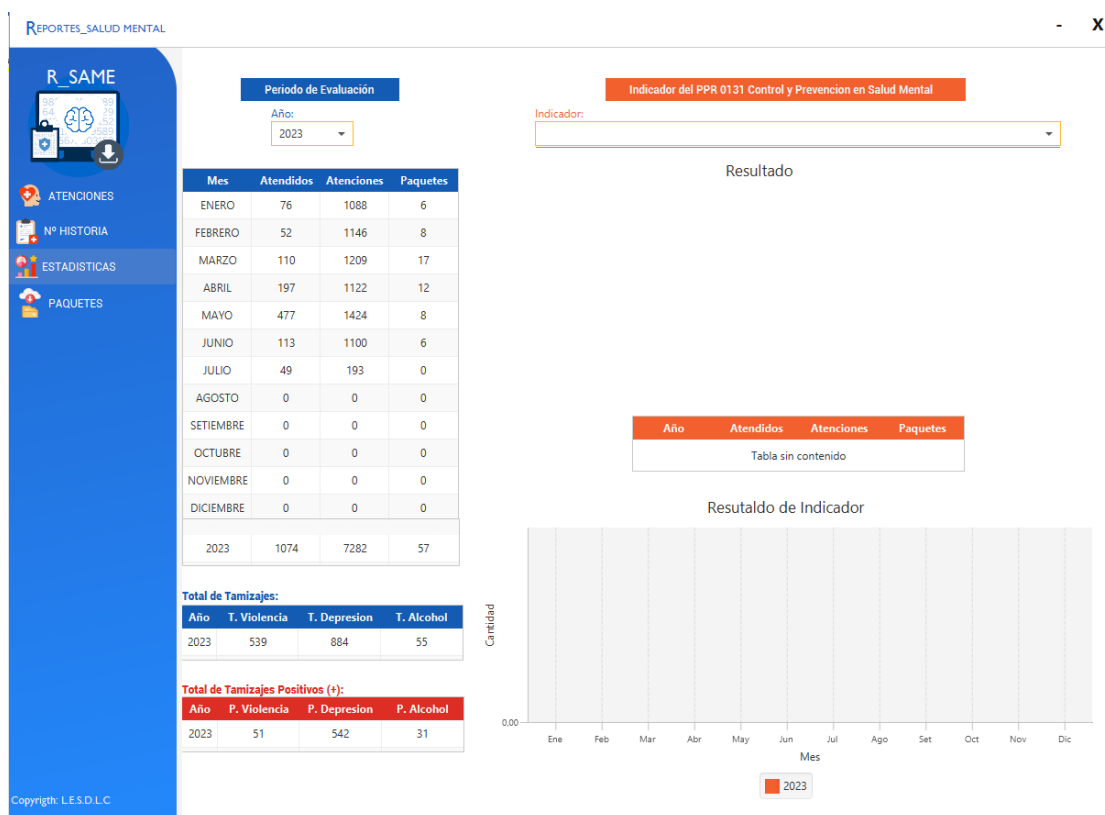 REPORTES_SALUD MENTAL
- X
R_SAME
ATENCIONES
Nº HISTORIA
ESTADISTICAS
PAQUETES
Copyrigth: L.E.S.D.L.C
Periodo de Evaluación
Año:
2023
Mes Atendidos Atenciones Paquetes
ENERO 76 1088 6
FEBRERO 52 1146 8
MARZO 110 1209 17
ABRIL 197 1122 12
MAYO 477 1424 8
JUNIO 113 1100 6
JULIO 49 193 0
AGOSTO 0 0 0
SETIEMBRE 0 0 0
OCTUBRE 0 0 0
NOVIEMBRE 0 0 0
DICIEMBRE 0 0 0
2023 1074 7282 57
Total de Tamizajes:
Año T. Violencia T. Depresion T. Alcohol
2023 539 884 55
Total de Tamizajes Positivos (+):
Año P. Violencia P. Depresion P. Alcohol
2023 51 542 31
Indicador del PPR 0131 Control y Prevencion en Salud Mental
Indicador:
Resultado
Año Atendidos Atenciones Paquetes
Tabla sin contenido
Resutaldo de Indicador
Cantidad
0,00
Ene Feb Mar Abr May Jun Jul Ago Set Oct Nov Dic
Mes
2023